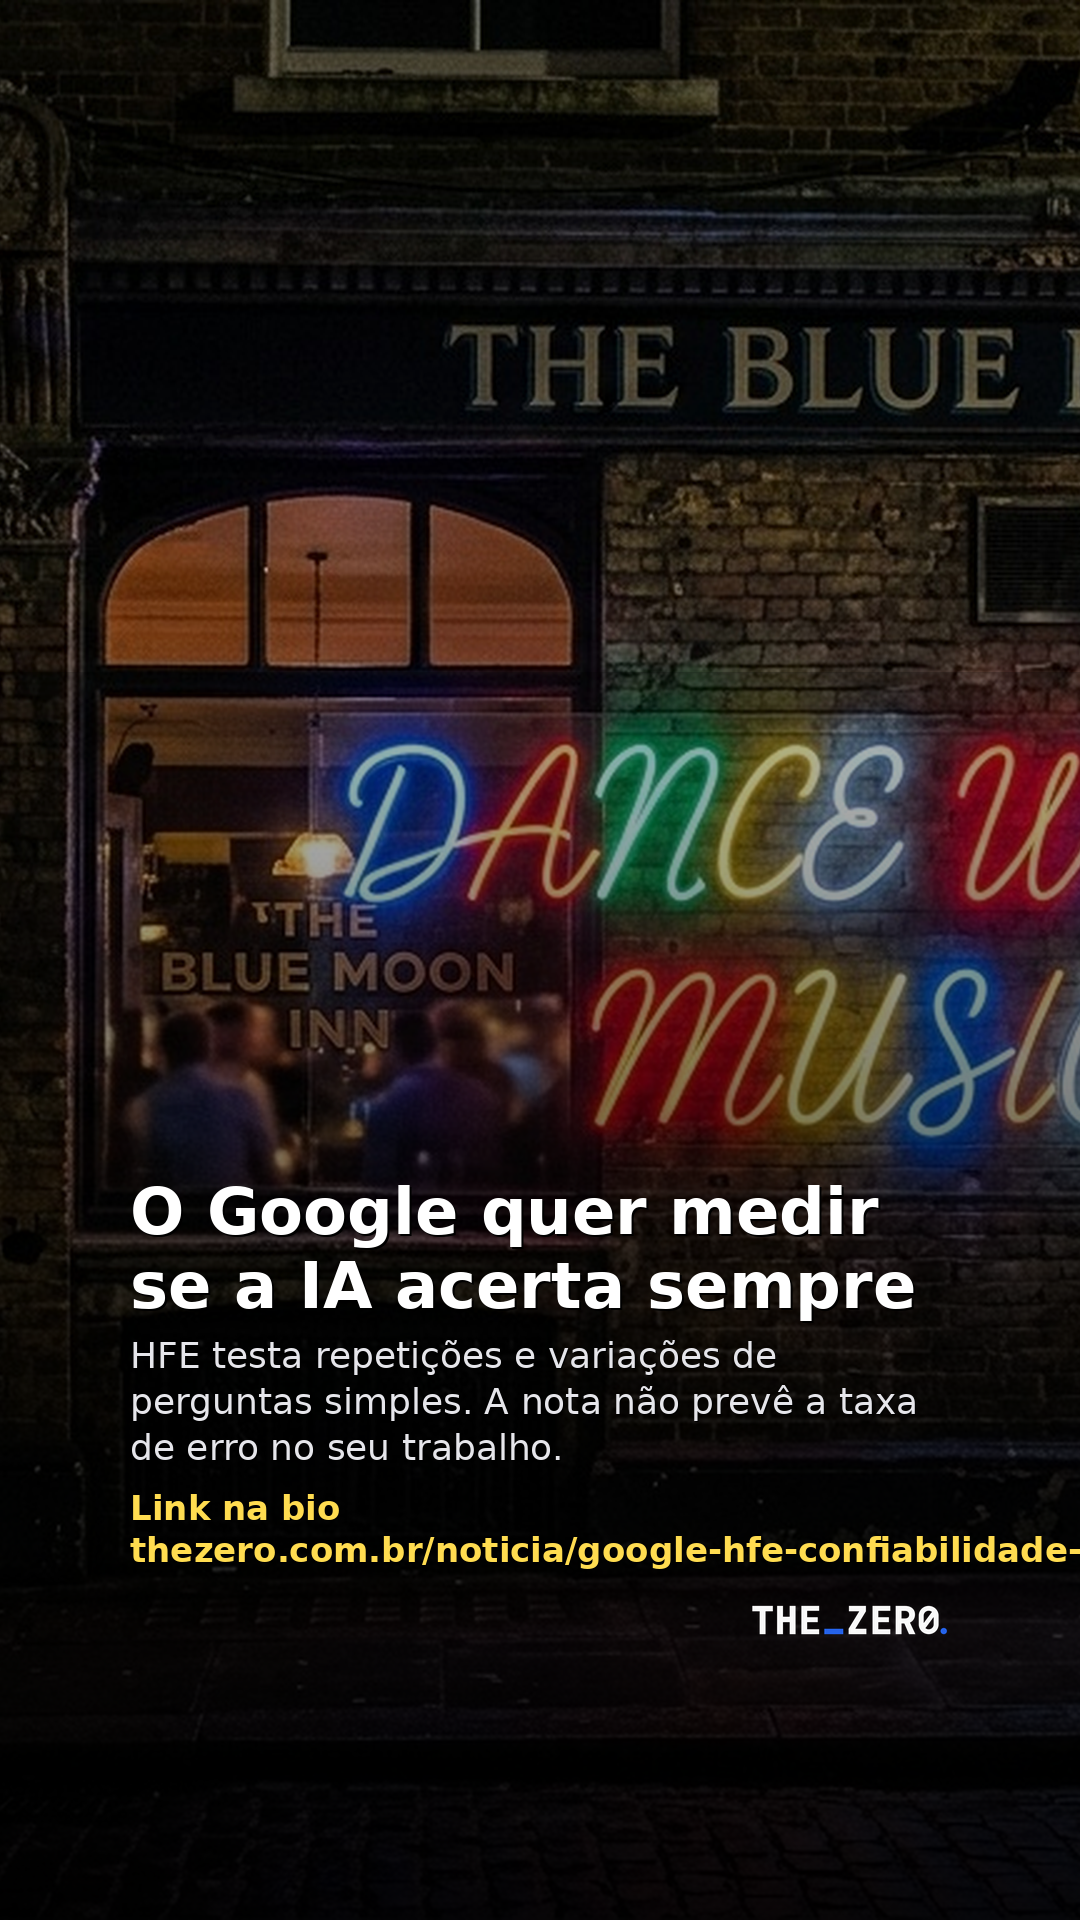 THE BLUE
DANCE W
MUSIC
THE
BLUE MOON
INN
O Google quer medir
se a IA acerta sempre
HFE testa repetições e variações de
perguntas simples. A nota não prevê a taxa
de erro no seu trabalho.
Link na bio
thezero.com.br/noticia/google-hfe-confiabilidade-
THE_ZERO.